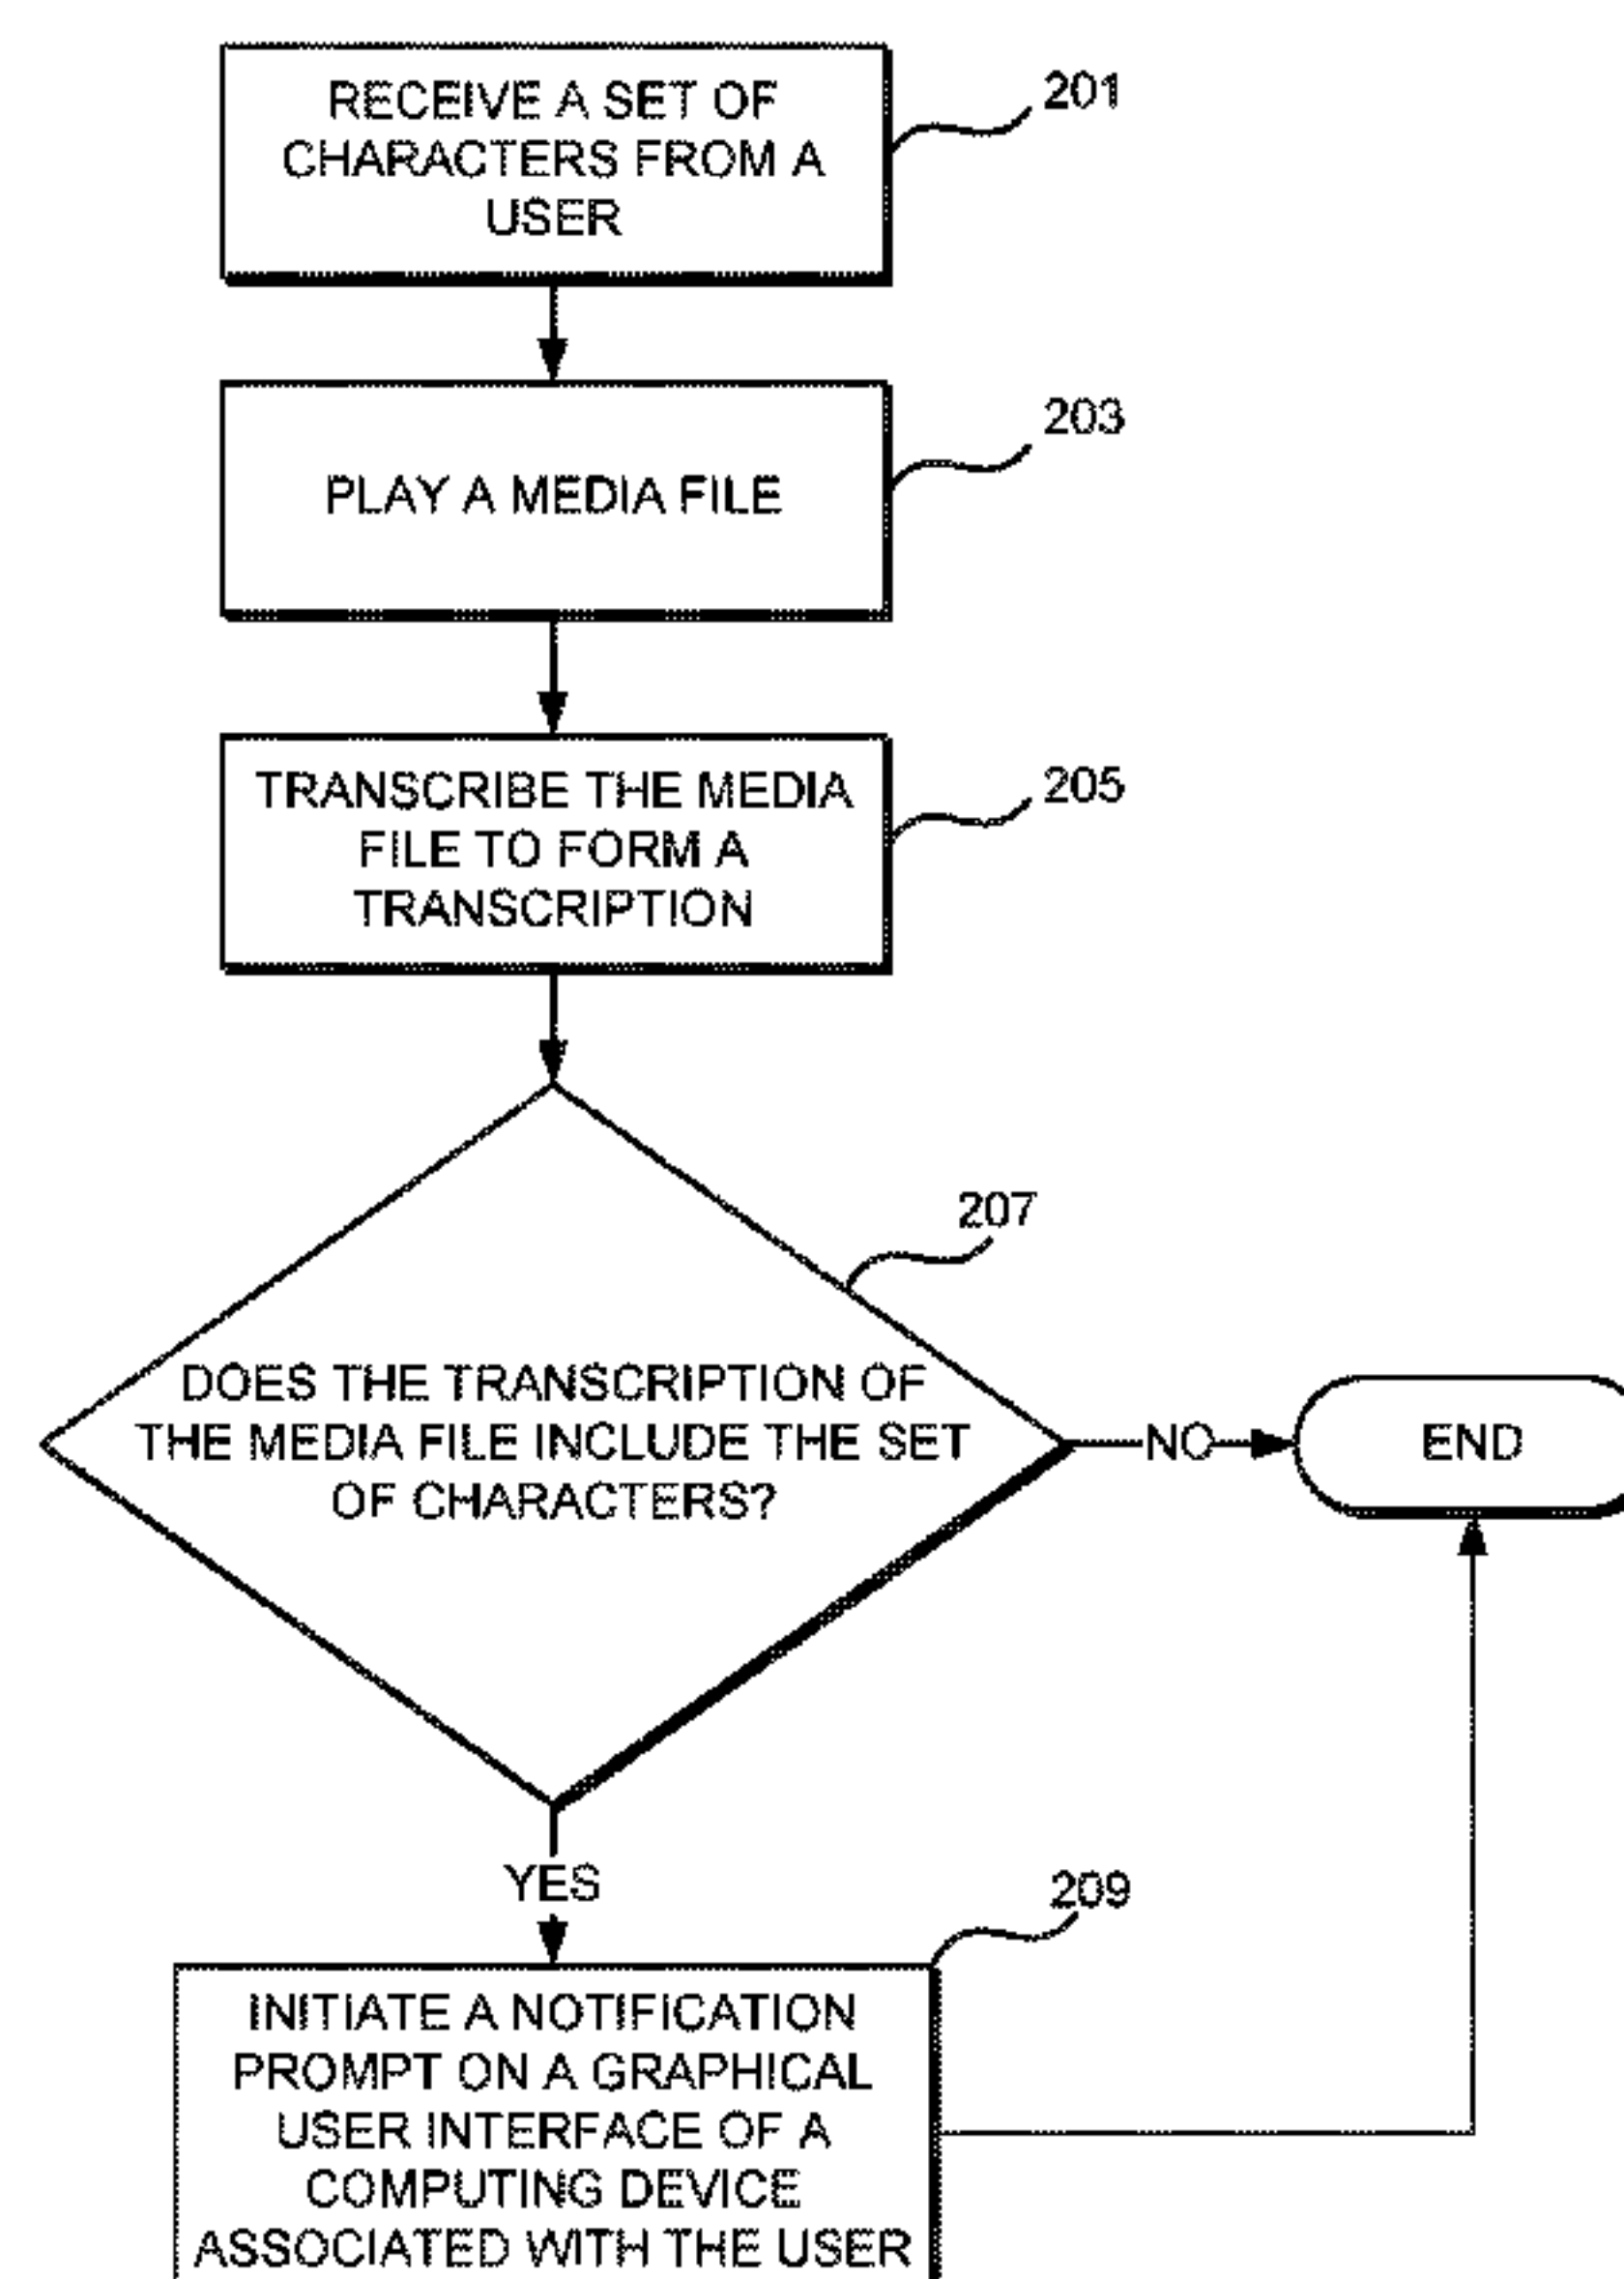 RECEIVE A SET OF
CHARACTERS FROM A
USER
201
PLAY A MEDIA FILE
203
TRANSCRIBE THE MEDIA
FILE TO FORM A
TRANSCRIPTION
205
207
DOES THE TRANSCRIPTION OF
THE MEDIA FILE INCLUDE THE SET
OF CHARACTERS?
NO
END
YES
209
INITIATE A NOTIFICATION
PROMPT ON A GRAPHICAL
USER INTERFACE OF A
COMPUTING DEVICE
ASSOCIATED WITH THE USER